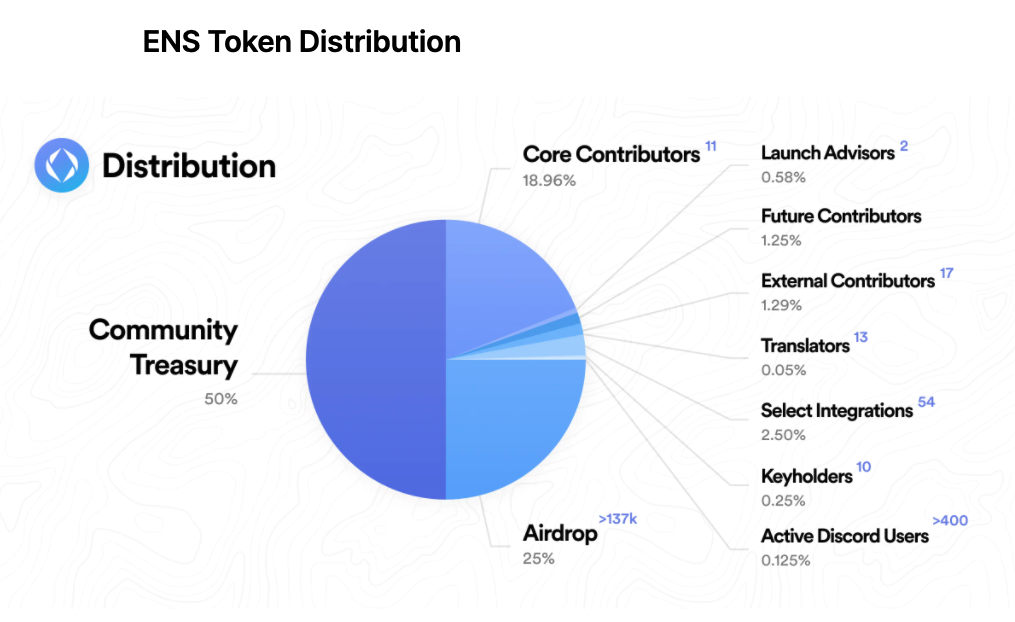 ENS Token Distribution
Distribution
Core Contributors 11
18.96%
Launch Advisors 2
0.58%
Future Contributors
1.25%
External Contributors 17
1.29%
Translators 13
0.05%
Select Integrations 54
2.50%
Keyholders 10
0.25%
Active Discord Users >400
0.125%
Community
Treasury
50%
Airdrop >137k
25%